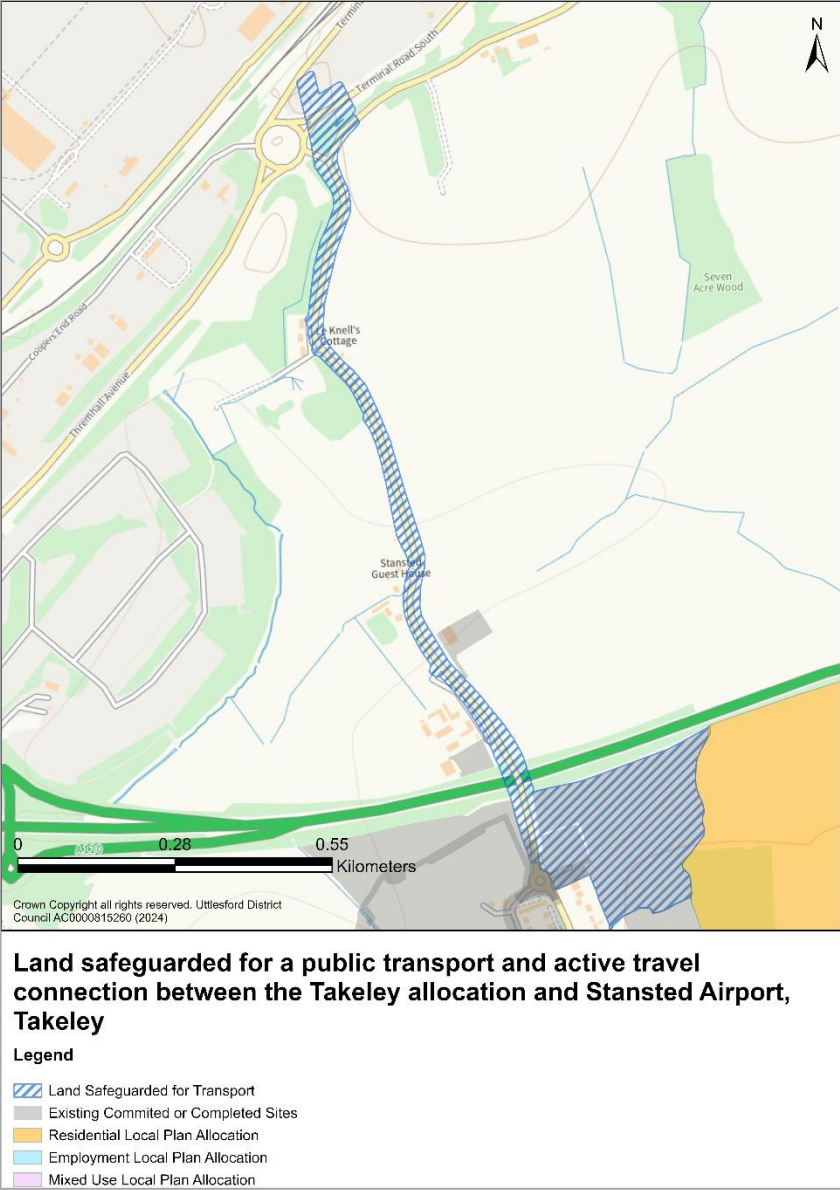 N
Terminal
Terminal Road South
Seven
Acre Wood
Le Knell's
Cottage
Coopers End Road
Thremhall Avenue
Stansted
Guest House
A120
0 0.28 0.55
Kilometers
Crown Copyright all rights reserved. Uttlesford District
Council AC0000815260 (2024)
Land safeguarded for a public transport and active travel
connection between the Takeley allocation and Stansted Airport,
Takeley
Legend
Land Safeguarded for Transport
Existing Commited or Completed Sites
Residential Local Plan Allocation
Employment Local Plan Allocation
Mixed Use Local Plan Allocation